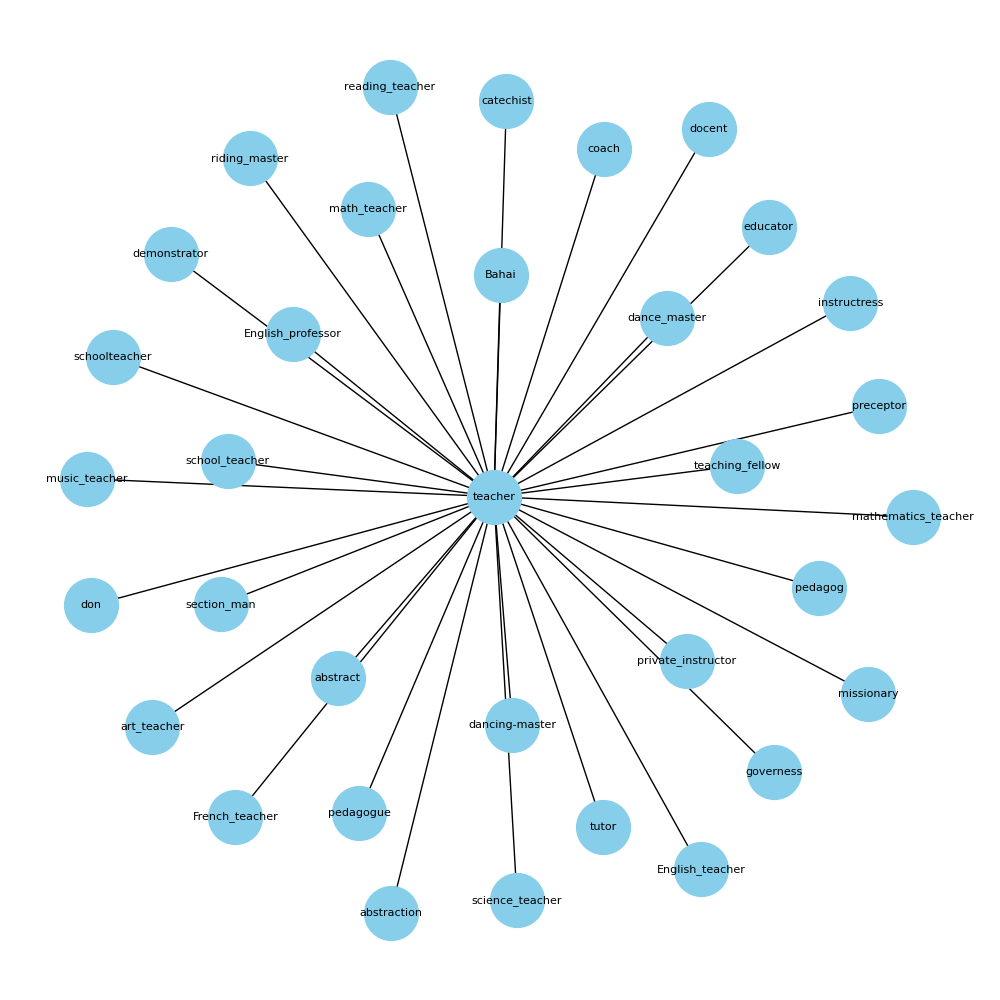 reading_teacher
catechist
docent
coach
riding_master
math_teacher
educator
demonstrator
Bahai
instructress
dance_master
English_professor
schoolteacher
preceptor
school_teacher
teaching_fellow
music_teacher
teacher
mathematics_teacher
pedagog
don
section_man
private_instructor
abstract
missionary
art_teacher
dancing-master
governess
pedagogue
French_teacher
tutor
English_teacher
science_teacher
abstraction